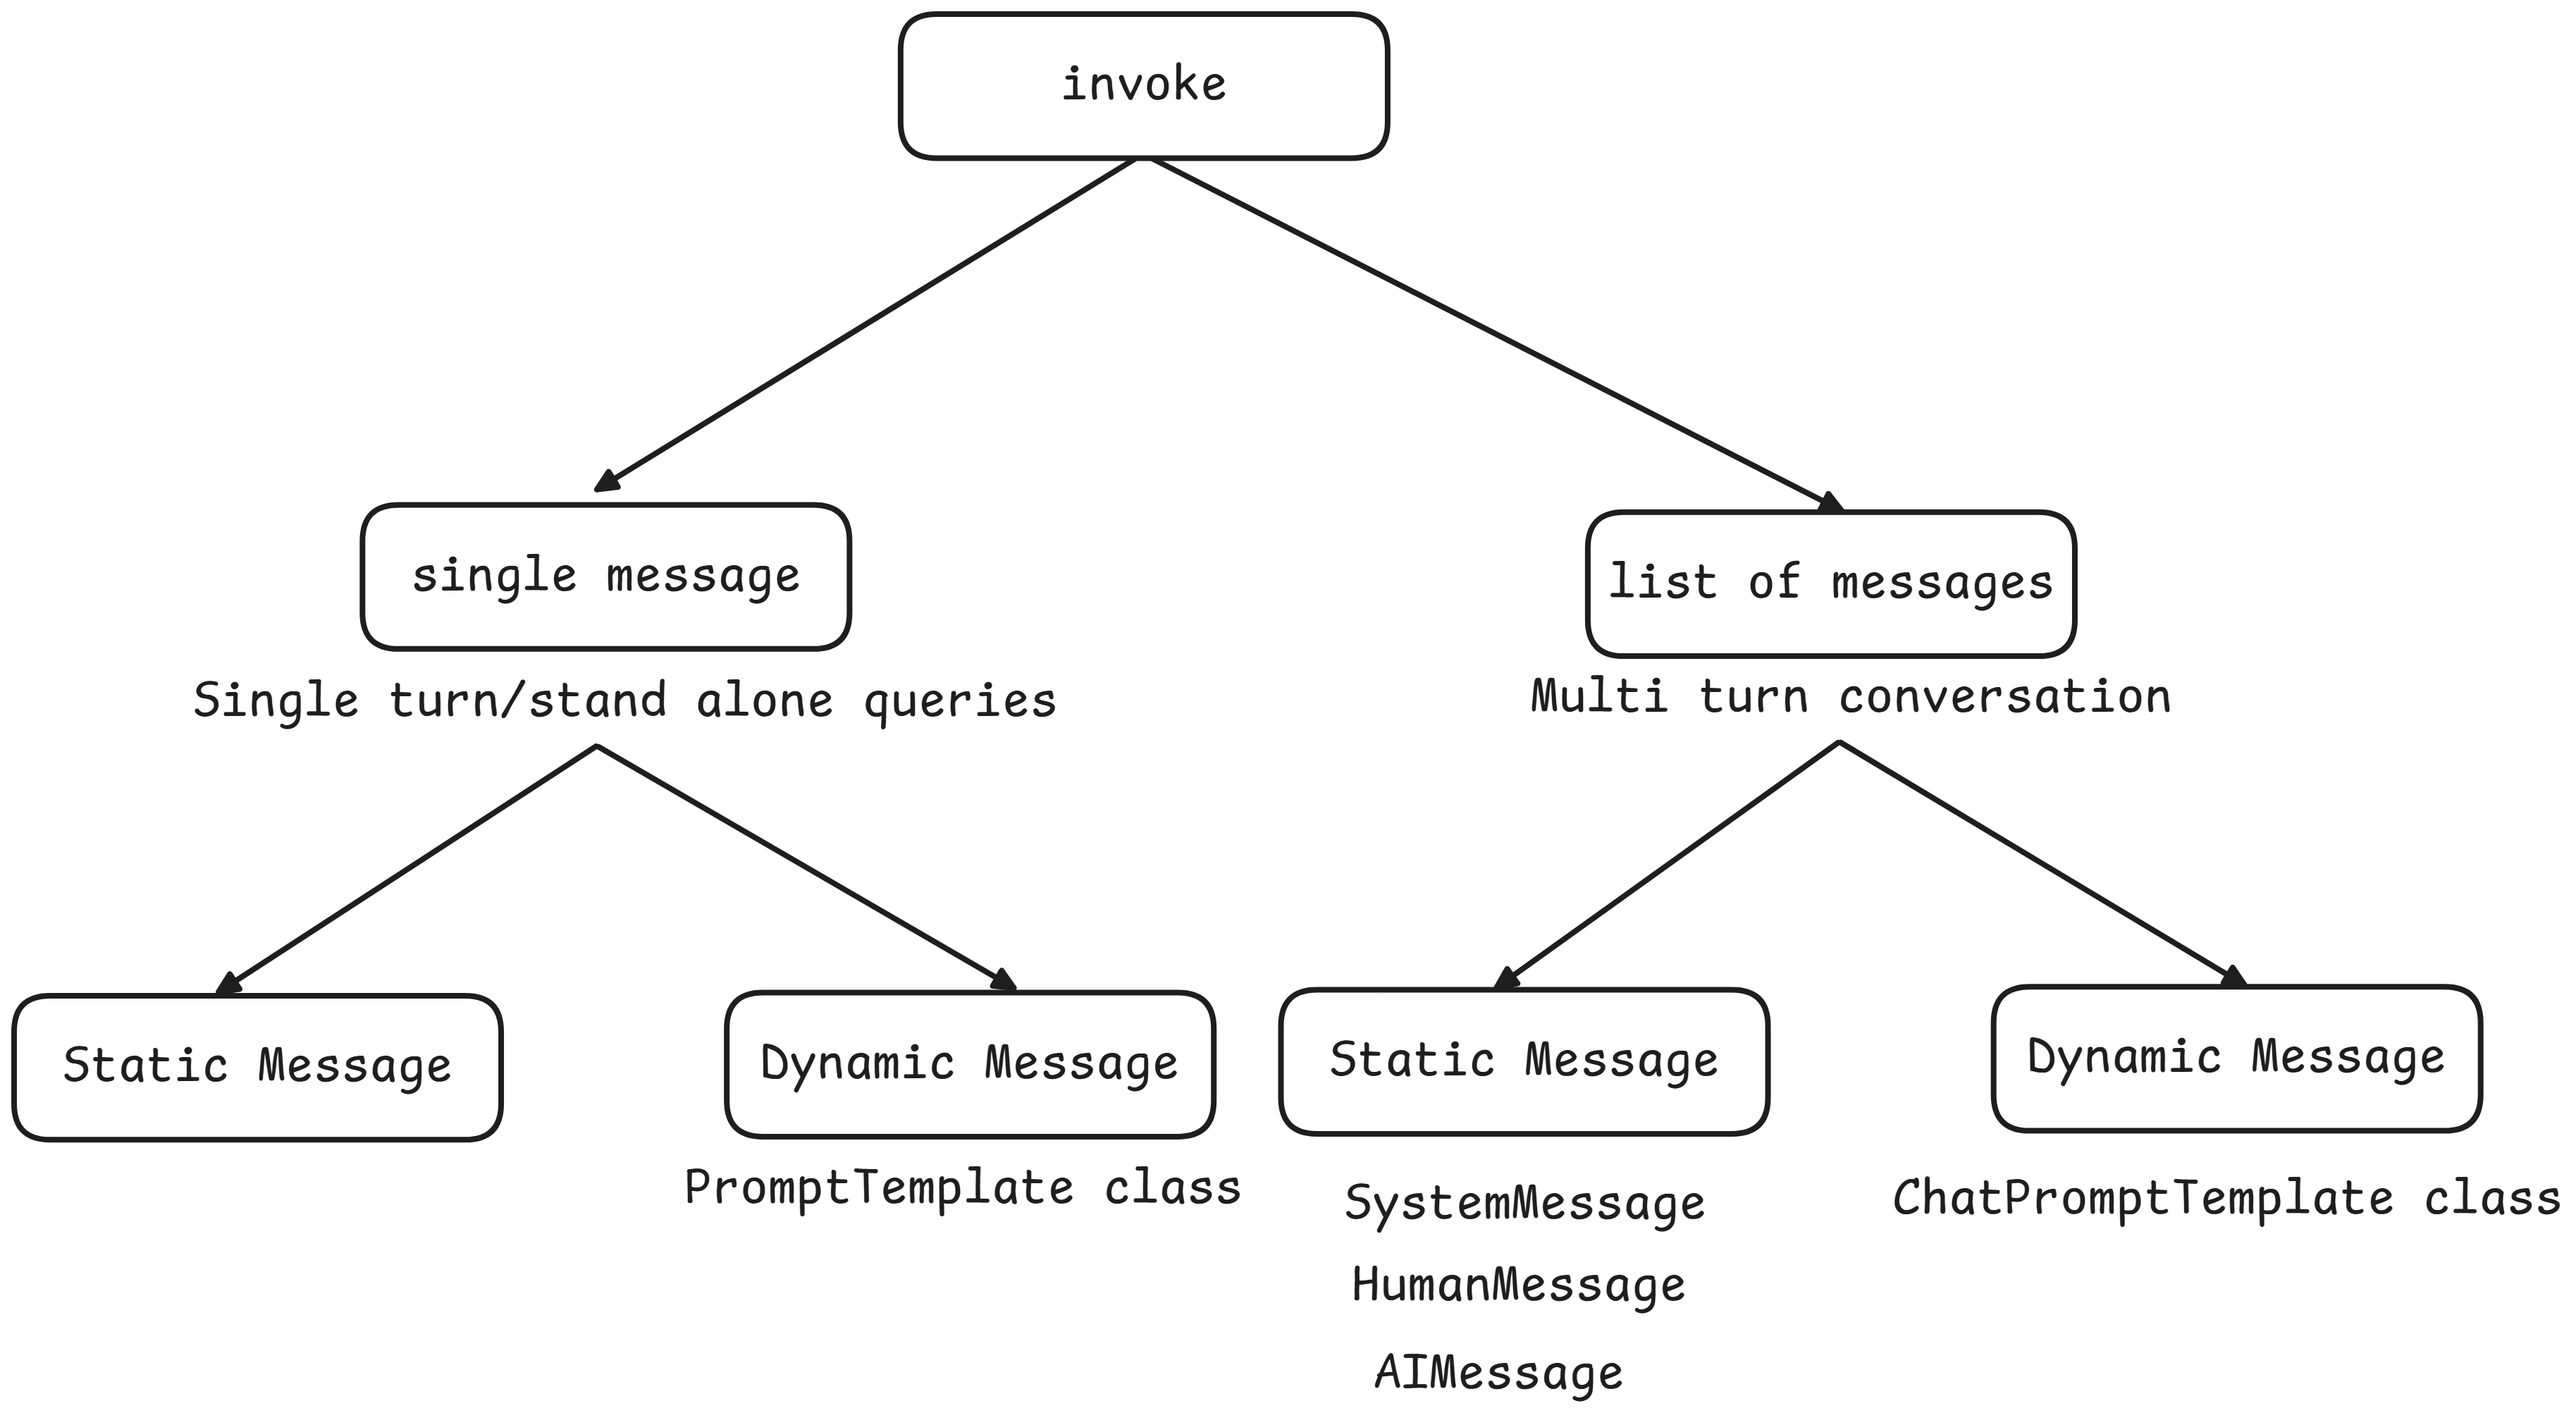 invoke
single message
list of messages
Single turn/stand alone queries
Multi turn conversation
Static Message
Dynamic Message
Static Message
Dynamic Message
PromptTemplate class
SystemMessage
HumanMessage
AIMessage
ChatPromptTemplate class